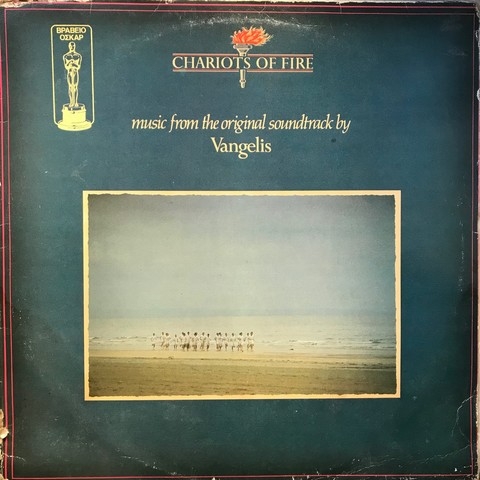 ΒΡΑΒΕΙΟ
ΟΣΚΑΡ
CHARIOTS OF FIRE
music from the original soundtrack by
Vangelis